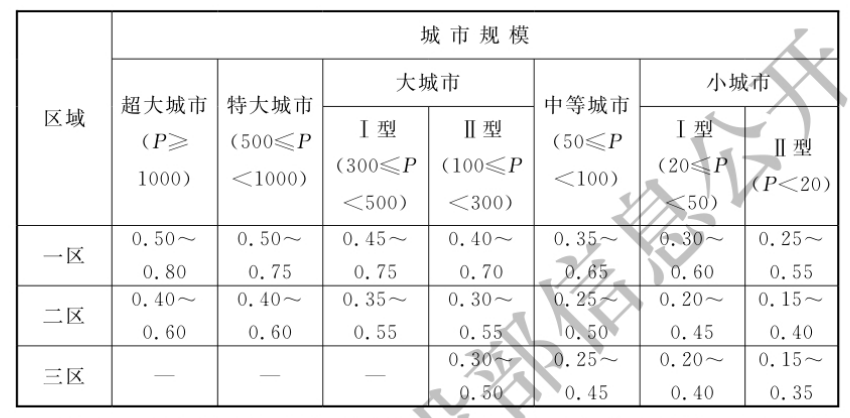 城市规模
区域
超大城市
(P≥
1000)
特大城市
(500≤P
<1000)
大城市
Ⅰ型
(300≤P
<500)
Ⅱ型
(100≤P
<300)
中等城市
(50≤P
<100)
小城市
Ⅰ型
(20≤P
<50)
Ⅱ型
(P<20)
一区
0.50~
0.80
0.50~
0.75
0.45~
0.75
0.40~
0.70
0.35~
0.65
0.30~
0.60
0.25~
0.55
二区
0.40~
0.60
0.40~
0.60
0.35~
0.55
0.30~
0.55
0.25~
0.50
0.20~
0.45
0.15~
0.40
三区
—
—
—
0.30~
0.50
0.25~
0.45
0.20~
0.40
0.15~
0.35
部信息公开